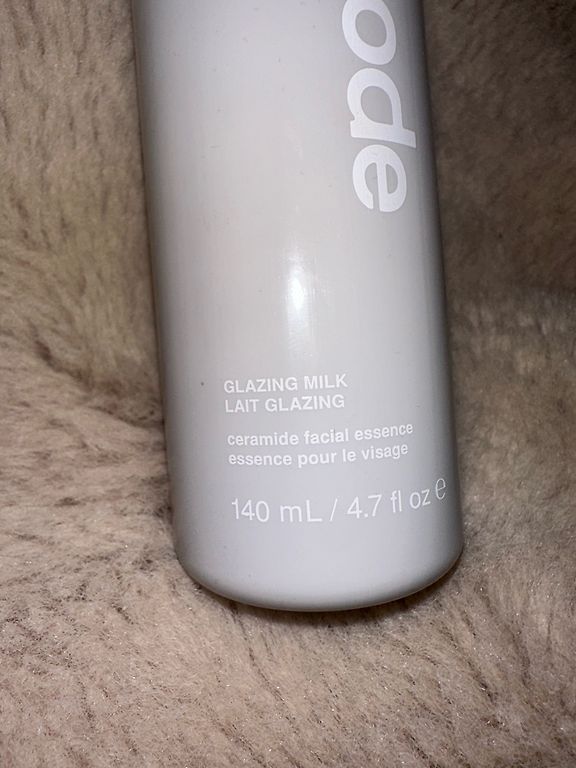 ode
GLAZING MILK
LAIT GLAZING
ceramide facial essence
essence pour le visage
140 mL / 4.7 fl oz e